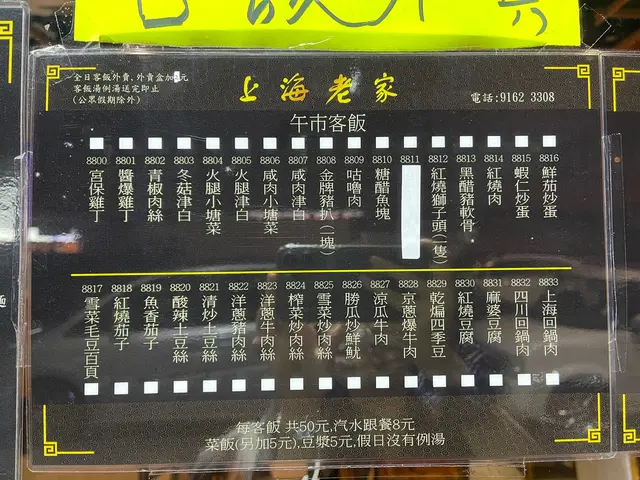 全日客飯外賣,外賣盒加元
客飯湯例湯送完即止
(公眾假期除外)
上海老家
電話:9162 3308
午市客飯
8800 宮保雞丁
8801 醬爆雞丁
8802 青椒肉絲
8803 冬菇津白
8804 火腿小塘菜
8805 火腿津白
8806 咸肉小塘菜
8807 咸肉津白
8808 金牌豬扒(一塊)
8809 咕嚕肉
8810 糖醋魚塊
8811
8812 紅燒獅子頭(一隻)
8813 黑醋豬軟骨
8814 紅燒肉
8815 蝦仁炒蛋
8816 鮮茄炒蛋
8817 雪菜毛豆百頁
8818 紅燒茄子
8819 魚香茄子
8820 酸辣土豆絲
8821 清炒土豆絲
8822 洋蔥豬肉絲
8823 洋蔥牛肉絲
8824 榨菜炒肉絲
8825 雪菜炒肉絲
8826 勝瓜炒鮮魷
8827 涼瓜牛肉
8828 京蔥爆牛肉
8829 乾煸四季豆
8830 紅燒豆腐
8831 麻婆豆腐
8832 四川回鍋肉
8833 上海回鍋肉
每客飯 共50元,汽水跟餐8元
菜飯(另加5元),豆漿5元,假日沒有例湯